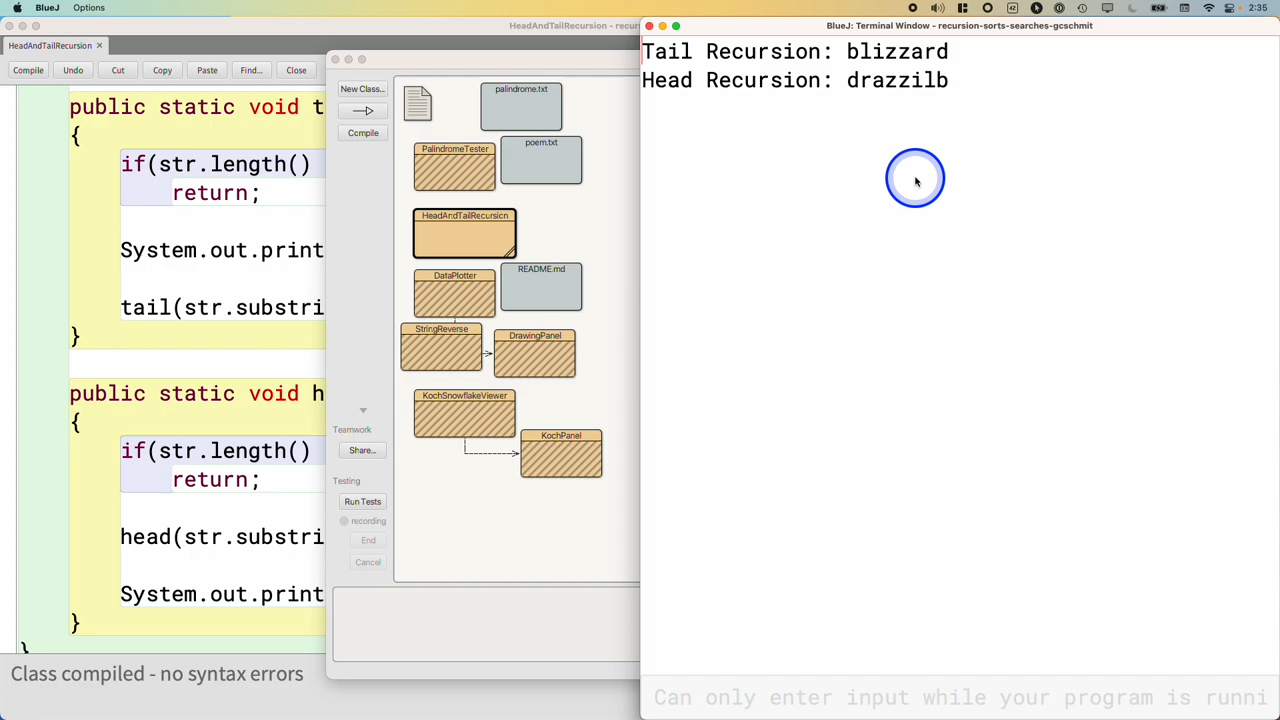 BlueJ Options
42
2:35
HeadAndTailRecursion - recur
BlueJ: Terminal Window - recursion-sorts-searches-gcschmit
HeadAndTailRecursion ×
Compile Undo Cut Copy Paste Find... Close
public static void t
{
if(str.length()
return;
System.out.print
tail(str.substri
}
public static void h
{
if(str.length()
return;
head(str.substri
System.out.print
}
}
Class compiled - no syntax errors
New Class...
Compile
Teamwork
Share...
Testing
Run Tests
recording
End
Cancel
palindrome.txt
PalindromeTester
poem.txt
HeadAndTailRecursion
DataPlotter
README.md
StringReverse
DrawingPanel
KochSnowflakeViewer
KochPanel
Tail Recursion: blizzard
Head Recursion: drazzilb
Can only enter input while your program is runni